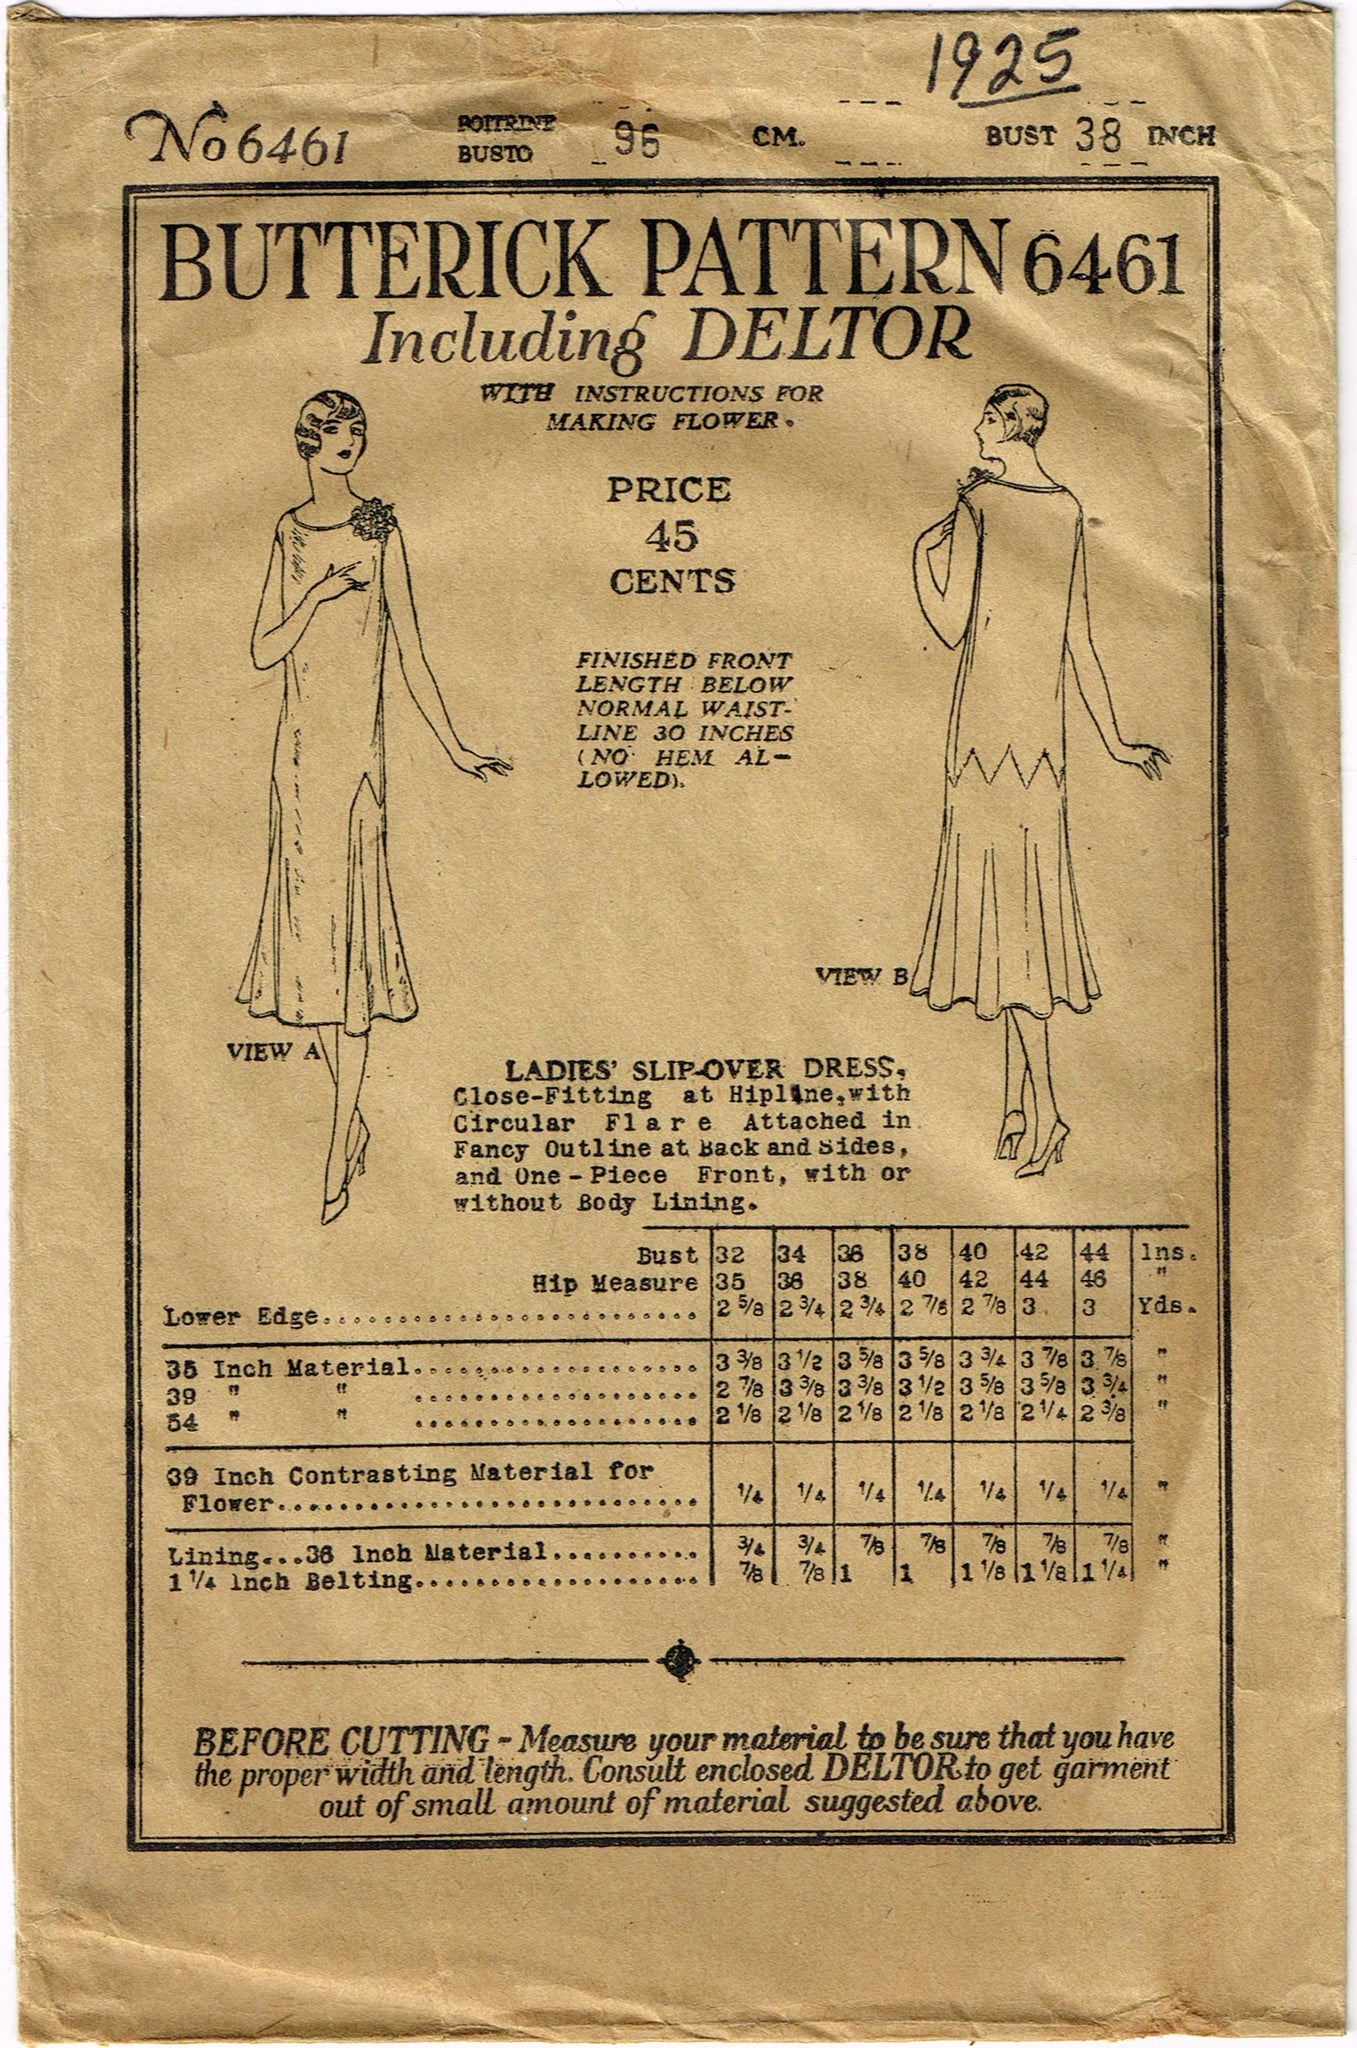 1925
No 6461 POITRINE 96 CM. BUST 38 INCH
BUSTO
BUTTERICK PATTERN 6461
Including DELTOR
WITH INSTRUCTIONS FOR
MAKING FLOWER.
PRICE
45
CENTS
FINISHED FRONT
LENGTH BELOW
NORMAL WAIST-
LINE 30 INCHES
(NO HEM AL-
LOWED).
VIEW B
VIEW A
LADIES' SLIP-OVER DRESS,
Close-Fitting at Hipline, with
Circular Flare Attached in
Fancy Outline at Back and Sides,
and One-Piece Front, with or
without Body Lining.
Bust 32 34 36 38 40 42 44 Ins.
Hip Measure 35 36 38 40 42 44 46 "
Lower Edge.......................... 2 5/8 2 3/4 2 3/4 2 7/8 2 7/8 3 3 Yds.
35 Inch Material.................... 3 3/8 3 1/2 3 5/8 3 5/8 3 3/4 3 7/8 3 7/8 "
39 " " .................... 2 7/8 3 3/8 3 3/8 3 1/2 3 5/8 3 5/8 3 3/4 "
54 " " .................... 2 1/8 2 1/8 2 1/8 2 1/8 2 1/8 2 1/4 2 3/8 "
39 Inch Contrasting Material for
Flower............................. 1/4 1/4 1/4 1/4 1/4 1/4 1/4 "
Lining...36 Inch Material.......... 3/4 3/4 7/8 7/8 7/8 7/8 7/8 "
1 1/4 Inch Belting.................... 7/8 7/8 1 1 1 1/8 1 1/8 1 1/4 "
BEFORE CUTTING - Measure your material to be sure that you have
the proper width and length. Consult enclosed DELTOR to get garment
out of small amount of material suggested above.